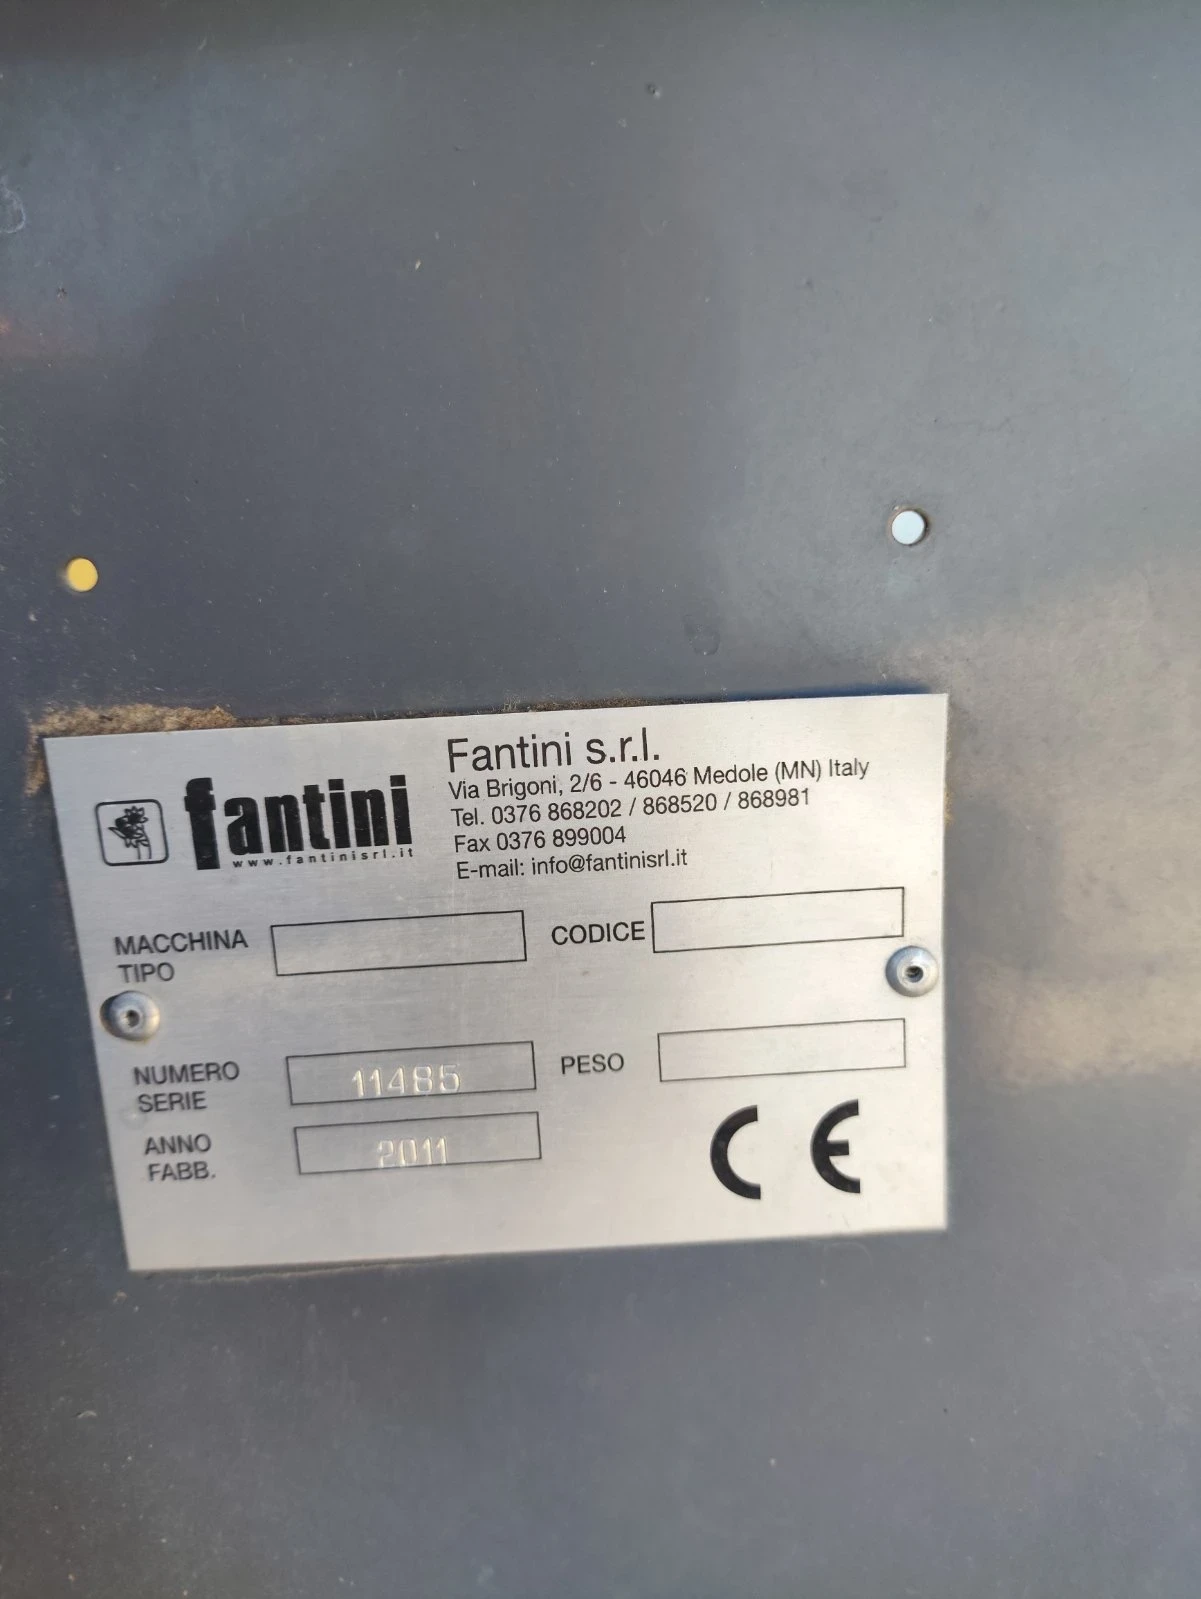 fantini
www.fantinisrl.it
Fantini s.r.l.
Via Brigoni, 2/6 - 46046 Medole (MN) Italy
Tel. 0376 868202 / 868520 / 868981
Fax 0376 899004
E-mail: info@fantinisrl.it
MACCHINA
TIPO
CODICE
NUMERO
SERIE
11485
PESO
ANNO
FABB.
2011
CE